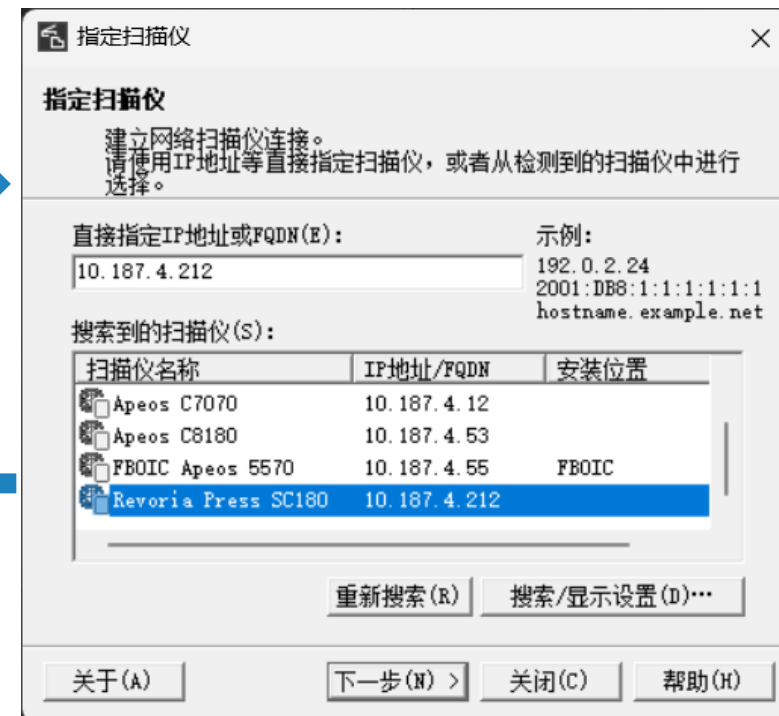 指定扫描仪
指定扫描仪
建立网络扫描仪连接。
请使用IP地址等直接指定扫描仪，或者从检测到的扫描仪中进行
选择。
直接指定IP地址或FQDN(E)：
示例：
10.187.4.212
192.0.2.24
2001:DB8:1:1:1:1:1:1
hostname.example.net
搜索到的扫描仪(S)：
扫描仪名称 IP地址/FQDN 安装位置
Apeos C7070 10.187.4.12
Apeos C8180 10.187.4.53
FBOIC Apeos 5570 10.187.4.55 FBOIC
Revoria Press SC180 10.187.4.212
重新搜索(R) 搜索/显示设置(D)…
关于(A) 下一步(N) > 关闭(C) 帮助(H)